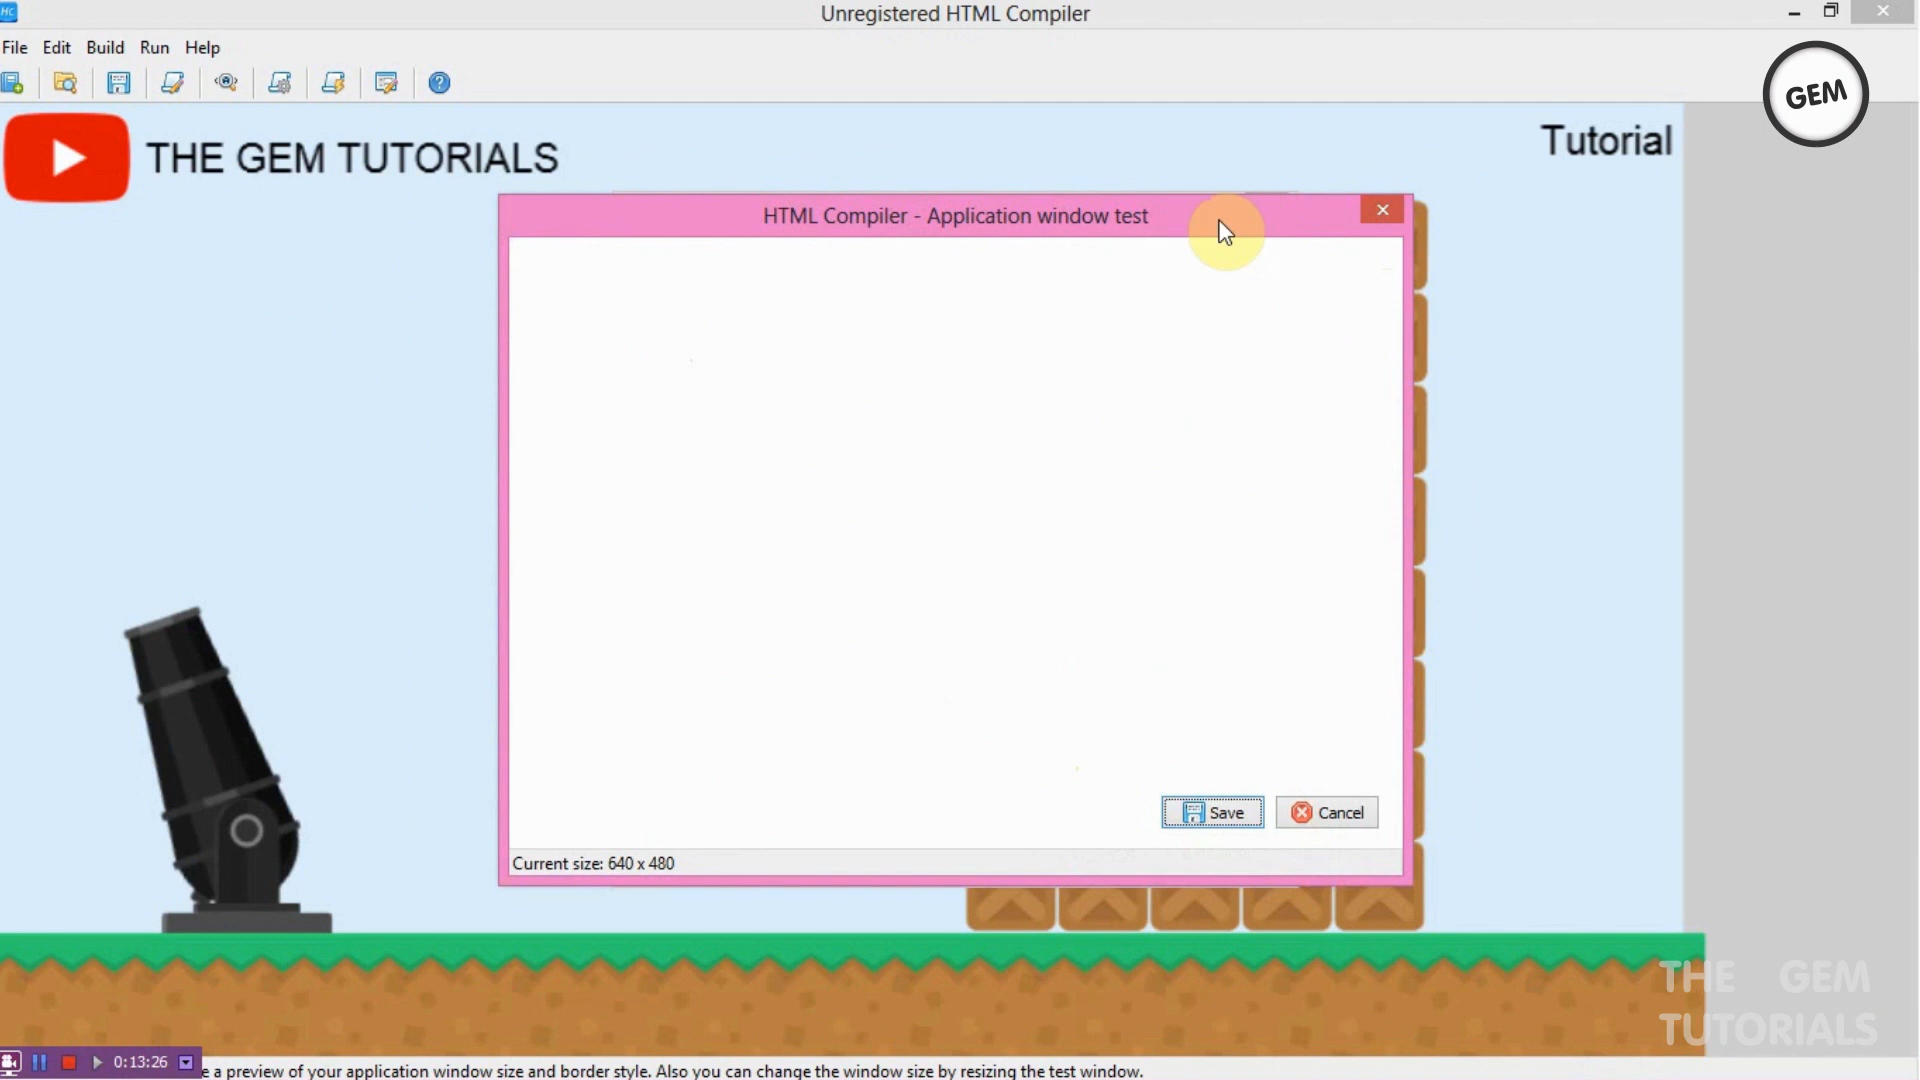 Hc
Unregistered HTML Compiler
File Edit Build Run Help
GEM
THE GEM TUTORIALS
Tutorial
HTML Compiler - Application window test
Save
Cancel
Current size: 640 x 480
THE GEM
TUTORIALS
0:13:26
a preview of your application window size and border style. Also you can change the window size by resizing the test window.